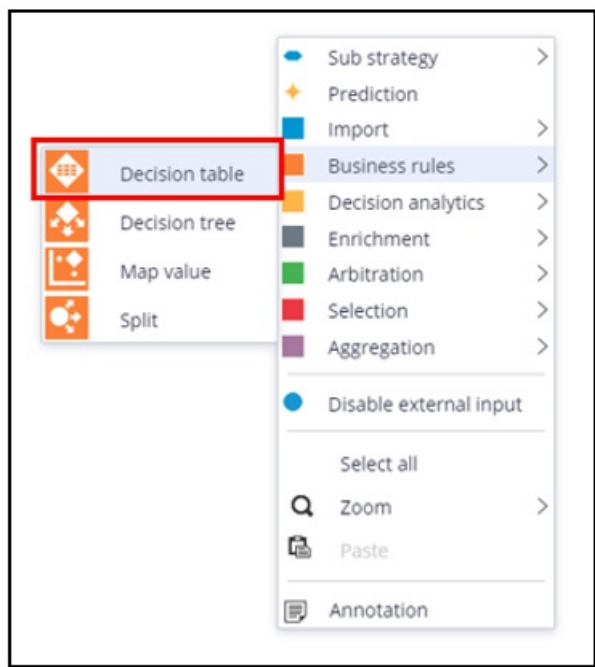 Sub strategy
Prediction
Import
Business rules
Decision analytics
Enrichment
Arbitration
Selection
Aggregation
Disable external input
Select all
Zoom
Paste
Annotation
Decision table
Decision tree
Map value
Split